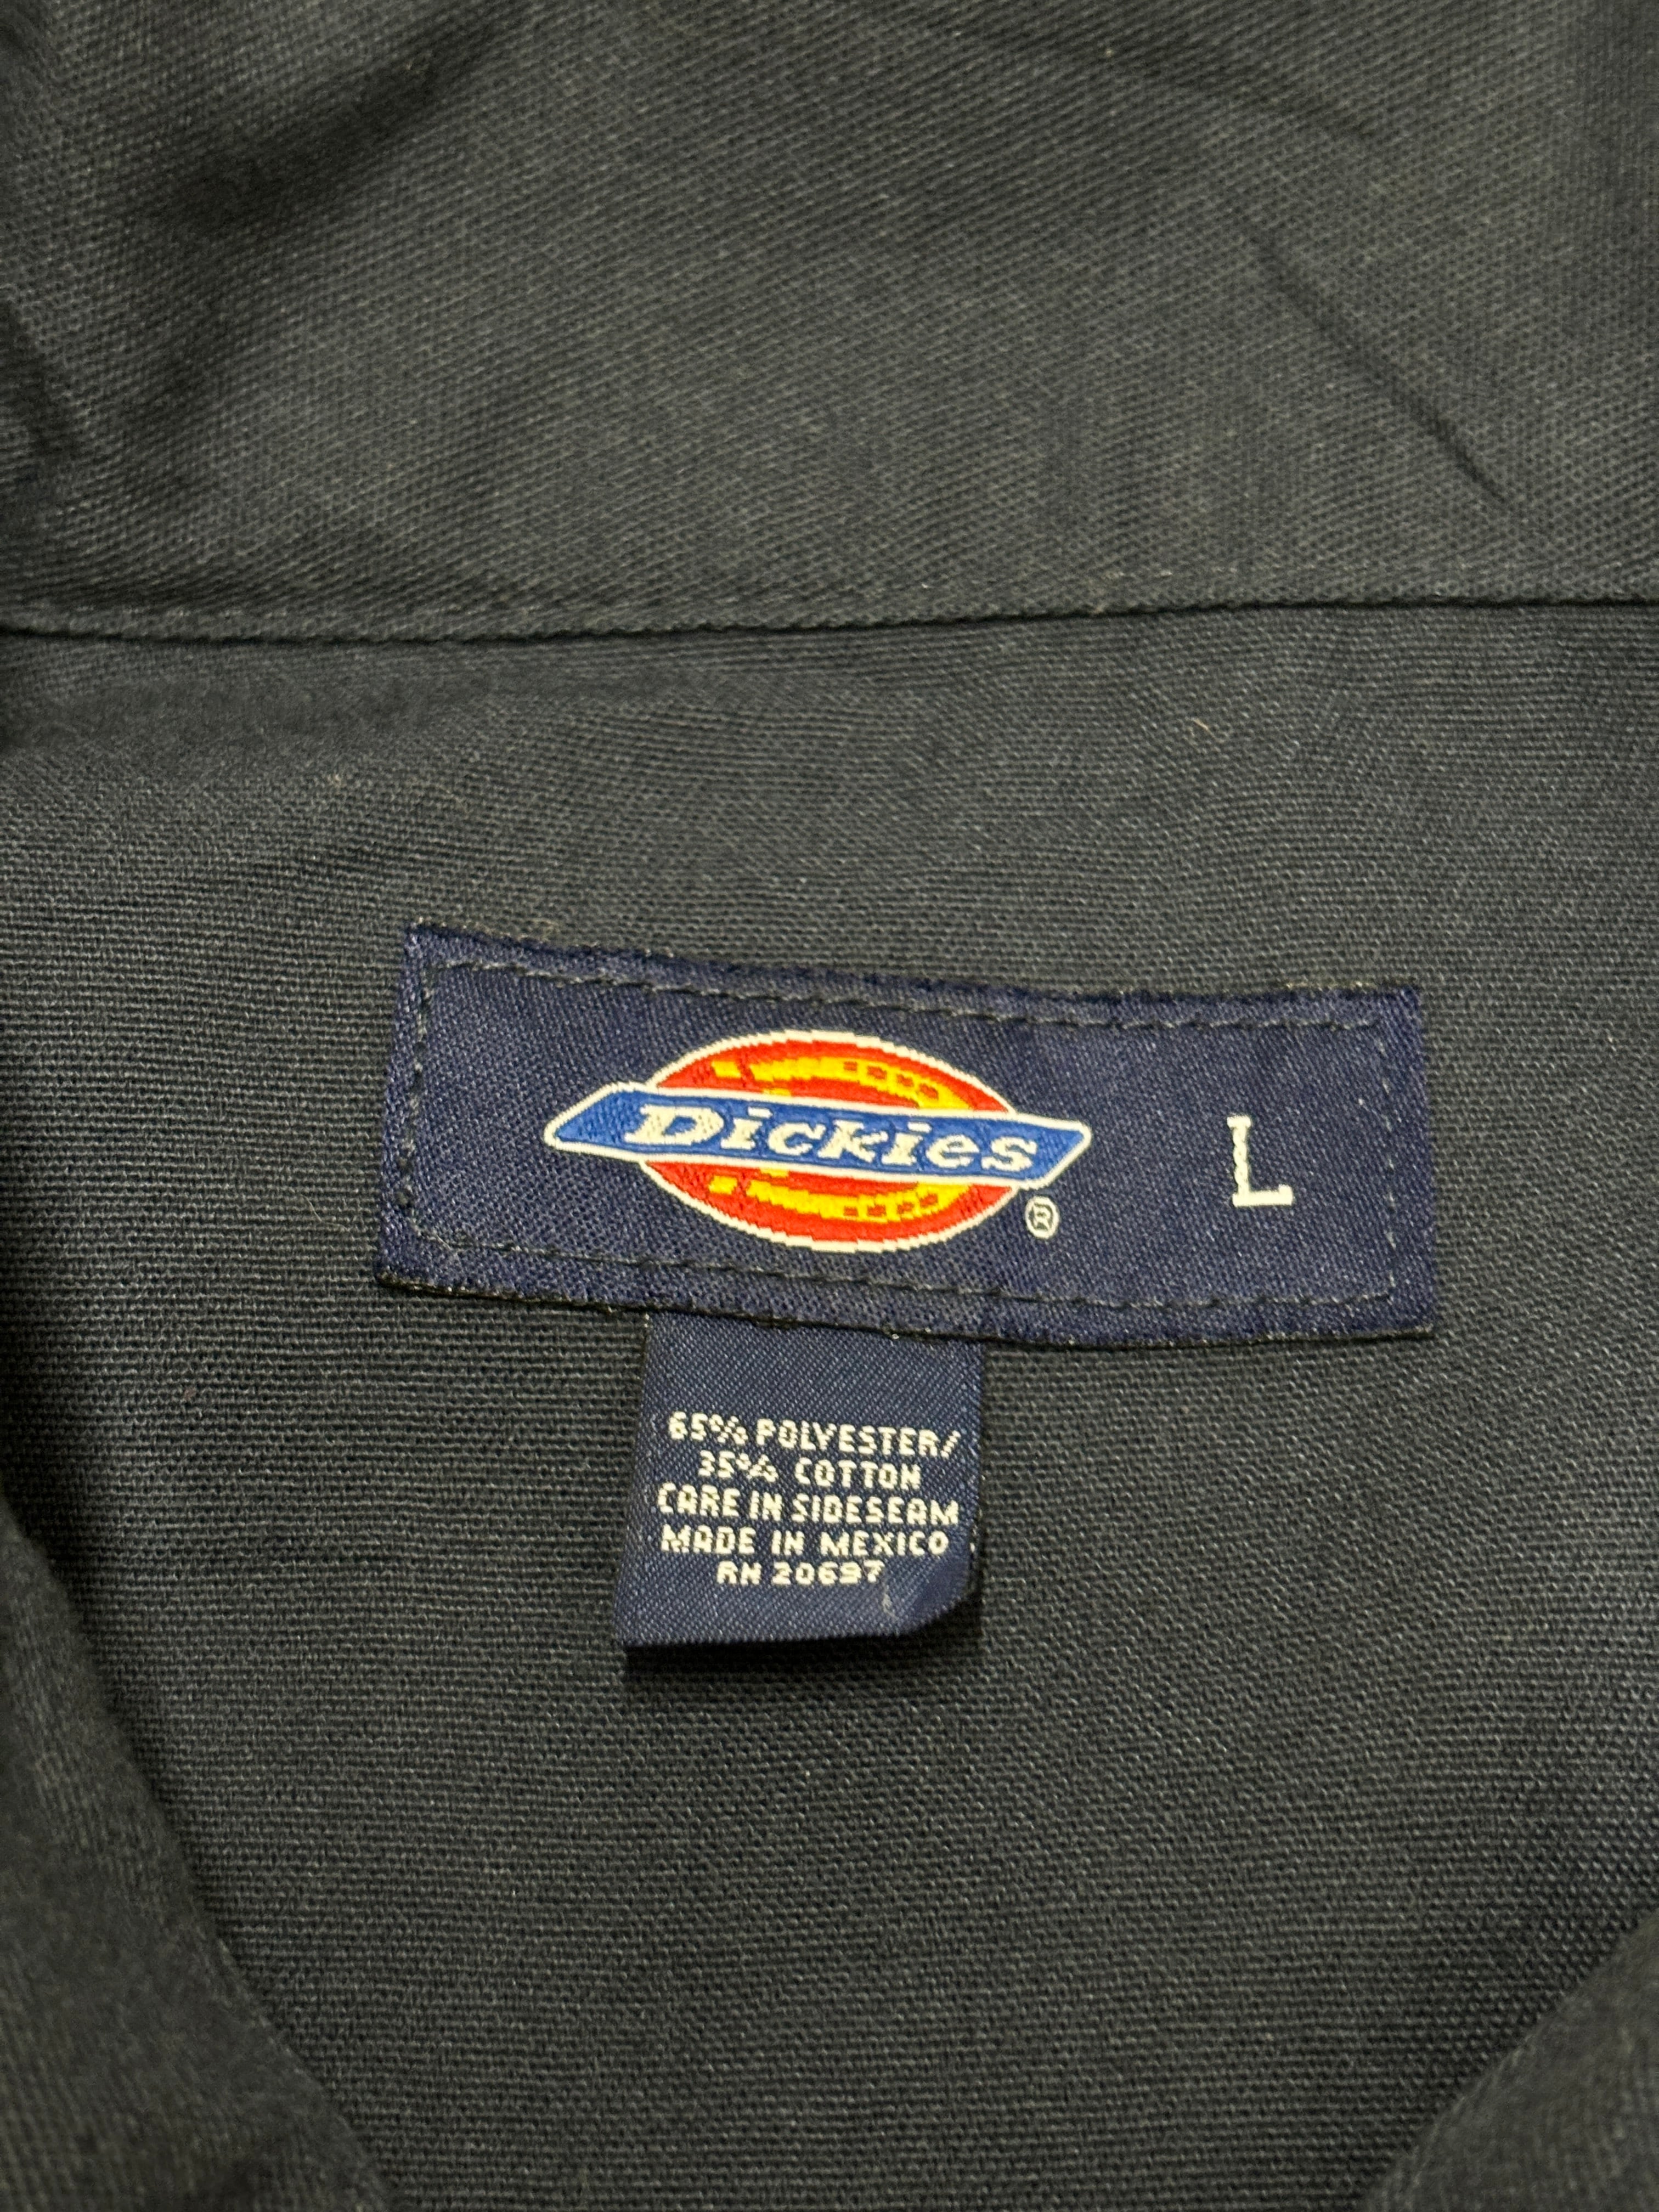 Dickies
®
L
65% POLYESTER/
35% COTTON
CARE IN SIDESEAM
MADE IN MEXICO
RN 20697